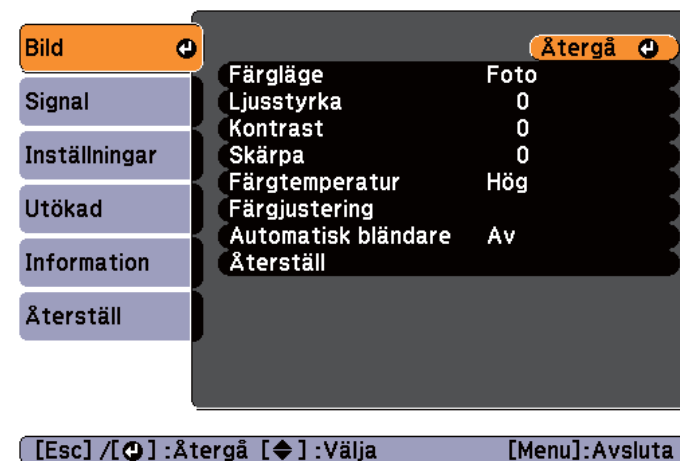 Bild
Signal
Inställningar
Utökad
Information
Återställ
Återgå
Färgläge Foto
Ljusstyrka 0
Kontrast 0
Skärpa 0
Färgtemperatur Hög
Färgjustering
Automatisk bländare Av
Återställ
[Esc] /[⏎] :Återgå [◆] :Välja [Menu]:Avsluta